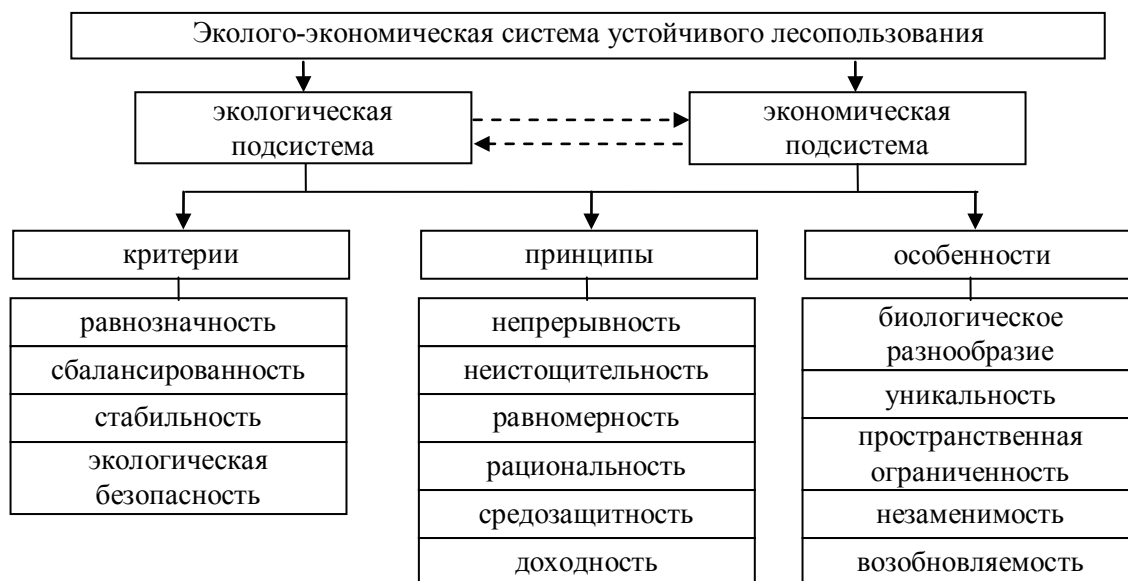 Эколого-экономическая система устойчивого лесопользования
экологическая
подсистема
экономическая
подсистема
критерии
равнозначность
сбалансированность
стабильность
экологическая
безопасность
принципы
непрерывность
неистощительность
равномерность
рациональность
средозащитность
доходность
особенности
биологическое
разнообразие
уникальность
пространственная
ограниченность
незаменимость
возобновляемость